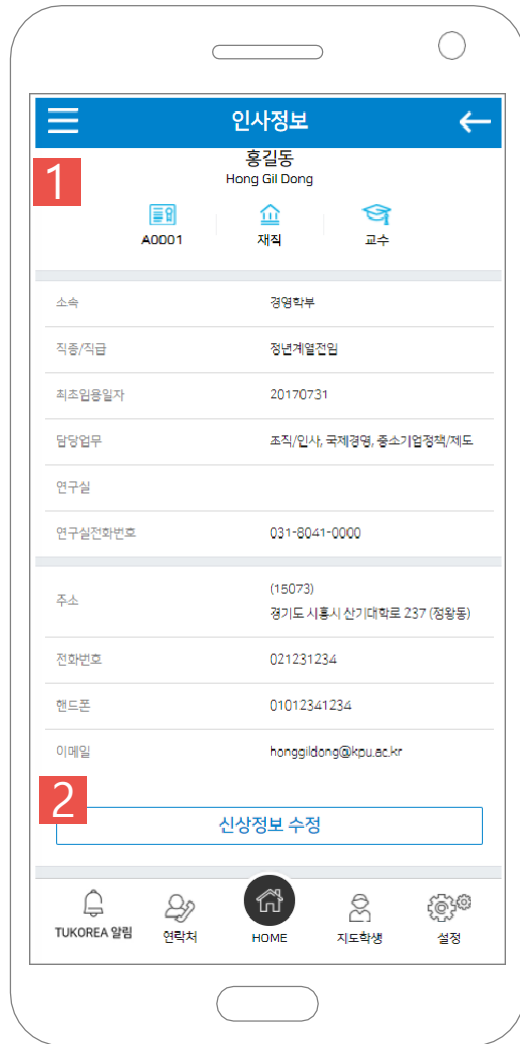 인사정보
1
홍길동
Hong Gil Dong
A0001 재직 교수
소속 경영학부
직종/직급 정년계열전임
최초임용일자 20170731
담당업무 조직/인사, 국제경영, 중소기업정책/제도
연구실
연구실전화번호 031-8041-0000
주소 (15073)
경기도 시흥시 산기대학로 237 (정왕동)
전화번호 021231234
핸드폰 01012341234
이메일 honggildong@kpu.ac.kr
2
신상정보 수정
TUKOREA 알림 연락처 HOME 지도학생 설정